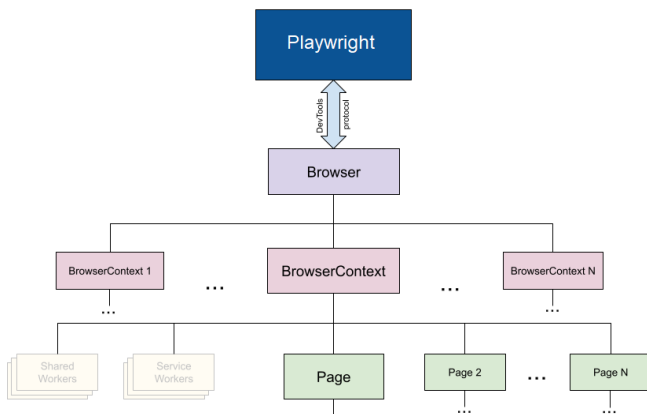 Playwright
DevTools
protocol
Browser
BrowserContext 1
...
BrowserContext
...
BrowserContext N
...
...
Shared
Workers
Service
Workers
Page
Page 2
...
Page N
...
...